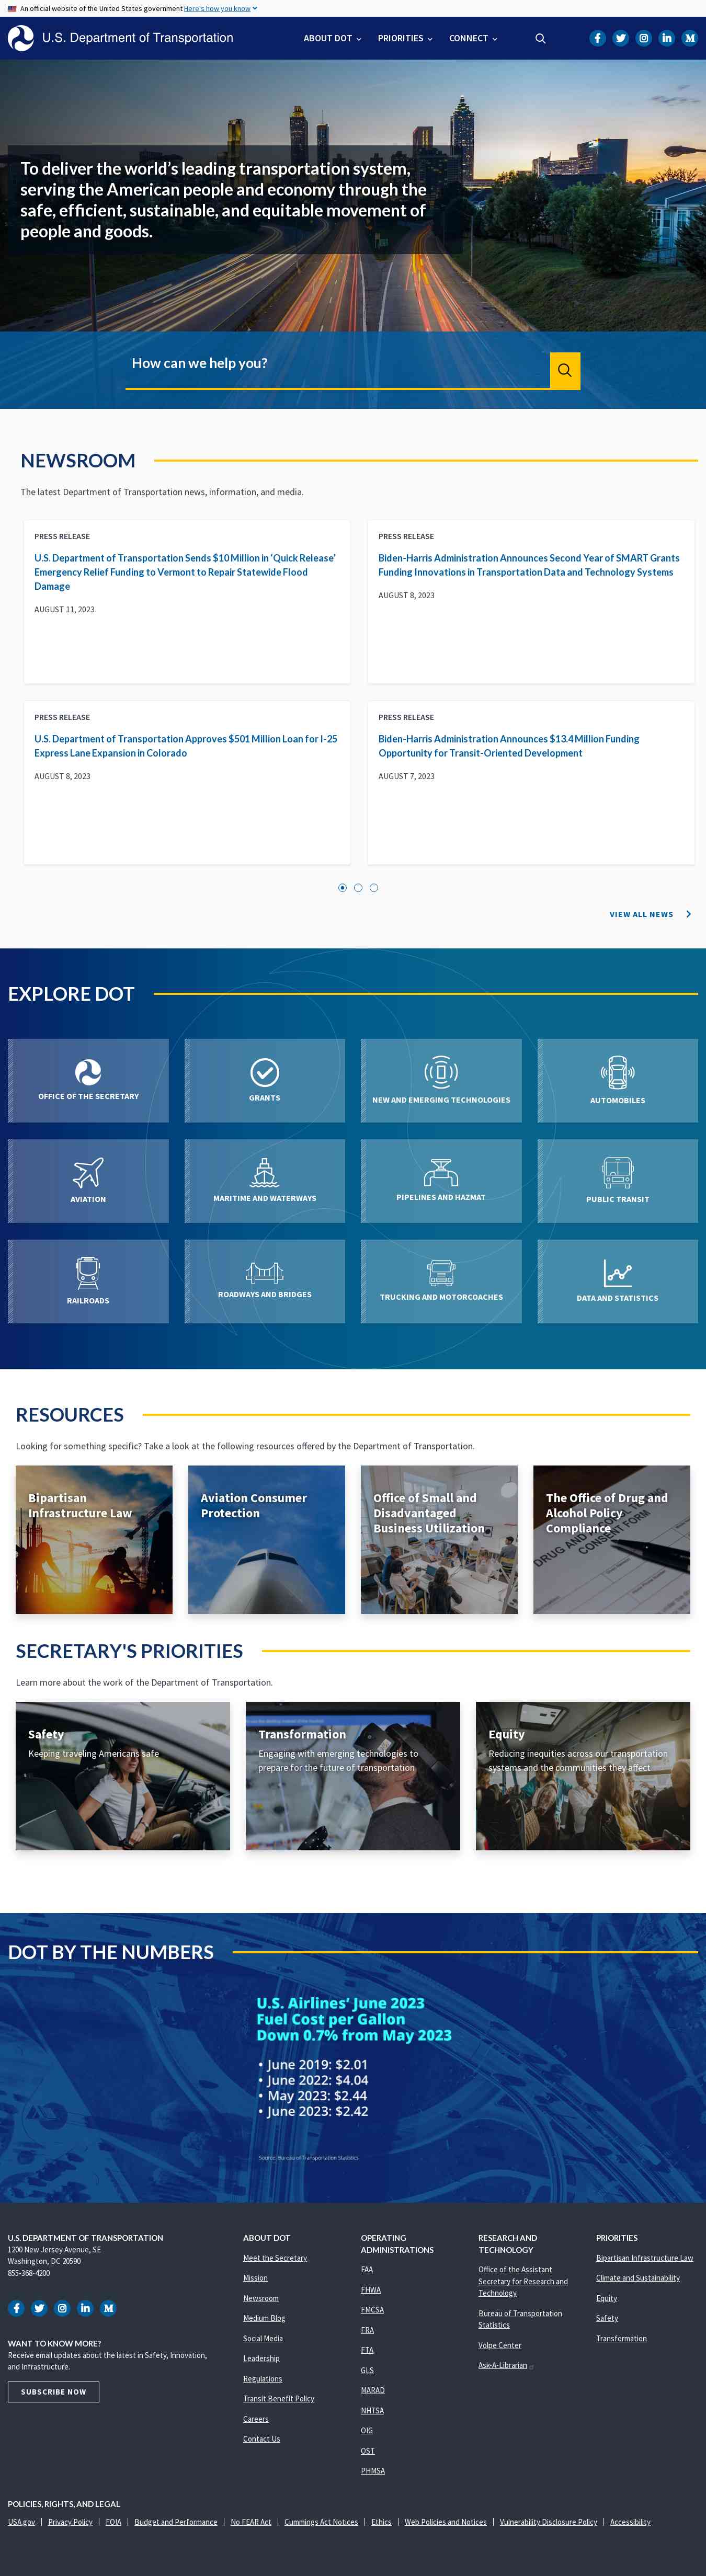 An official website of the United States government Here's how you know
U.S. Department of Transportation
ABOUT DOT
PRIORITIES
CONNECT
To deliver the world’s leading transportation system,
serving the American people and economy through the
safe, efficient, sustainable, and equitable movement of
people and goods.
How can we help you?
NEWSROOM
The latest Department of Transportation news, information, and media.
PRESS RELEASE
U.S. Department of Transportation Sends $10 Million in ‘Quick Release’
Emergency Relief Funding to Vermont to Repair Statewide Flood
Damage
AUGUST 11, 2023
PRESS RELEASE
Biden-Harris Administration Announces Second Year of SMART Grants
Funding Innovations in Transportation Data and Technology Systems
AUGUST 8, 2023
PRESS RELEASE
U.S. Department of Transportation Approves $501 Million Loan for I-25
Express Lane Expansion in Colorado
AUGUST 8, 2023
PRESS RELEASE
Biden-Harris Administration Announces $13.4 Million Funding
Opportunity for Transit-Oriented Development
AUGUST 7, 2023
VIEW ALL NEWS
EXPLORE DOT
OFFICE OF THE SECRETARY
GRANTS
NEW AND EMERGING TECHNOLOGIES
AUTOMOBILES
AVIATION
MARITIME AND WATERWAYS
PIPELINES AND HAZMAT
PUBLIC TRANSIT
RAILROADS
ROADWAYS AND BRIDGES
TRUCKING AND MOTORCOACHES
DATA AND STATISTICS
RESOURCES
Looking for something specific? Take a look at the following resources offered by the Department of Transportation.
Bipartisan
Infrastructure Law
Aviation Consumer
Protection
Office of Small and
Disadvantaged
Business Utilization
The Office of Drug and
Alcohol Policy
Compliance
SECRETARY'S PRIORITIES
Learn more about the work of the Department of Transportation.
Safety
Keeping traveling Americans safe
Transformation
Engaging with emerging technologies to
prepare for the future of transportation
Equity
Reducing inequities across our transportation
systems and the communities they affect
DOT BY THE NUMBERS
U.S. Airlines’ June 2023
Fuel Cost per Gallon
Down 0.7% from May 2023
• June 2019: $2.01
• June 2022: $4.04
• May 2023: $2.44
• June 2023: $2.42
Source: Bureau of Transportation Statistics
U.S. DEPARTMENT OF TRANSPORTATION
1200 New Jersey Avenue, SE
Washington, DC 20590
855-368-4200
WANT TO KNOW MORE?
Receive email updates about the latest in Safety, Innovation,
and Infrastructure.
SUBSCRIBE NOW
ABOUT DOT
Meet the Secretary
Mission
Newsroom
Medium Blog
Social Media
Leadership
Regulations
Transit Benefit Policy
Careers
Contact Us
OPERATING
ADMINISTRATIONS
FAA
FHWA
FMCSA
FRA
FTA
GLS
MARAD
NHTSA
OIG
OST
PHMSA
RESEARCH AND
TECHNOLOGY
Office of the Assistant
Secretary for Research and
Technology
Bureau of Transportation
Statistics
Volpe Center
Ask-A-Librarian
PRIORITIES
Bipartisan Infrastructure Law
Climate and Sustainability
Equity
Safety
Transformation
POLICIES, RIGHTS, AND LEGAL
USA.gov | Privacy Policy | FOIA | Budget and Performance | No FEAR Act | Cummings Act Notices | Ethics | Web Policies and Notices | Vulnerability Disclosure Policy | Accessibility